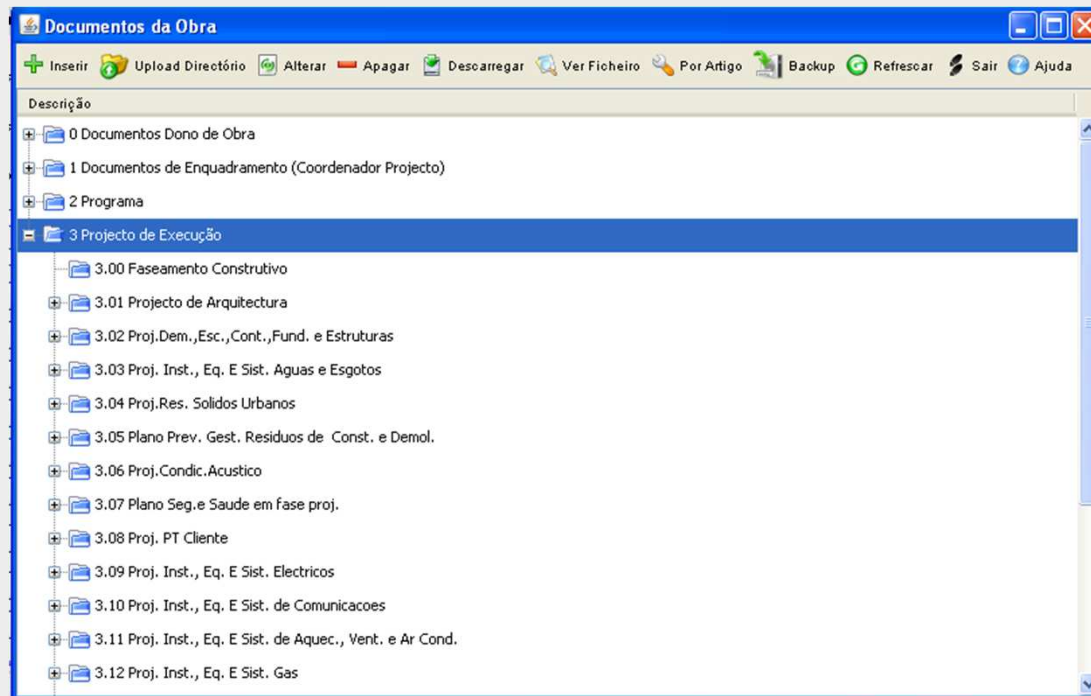 Documentos da Obra
Inserir Upload Directório Alterar Apagar Descarregar Ver Ficheiro Por Artigo Backup Refrescar Sair Ajuda
Descrição
0 Documentos Dono de Obra
1 Documentos de Enquadramento (Coordenador Projecto)
2 Programa
3 Projecto de Execução
3.00 Faseamento Construtivo
3.01 Projecto de Arquitectura
3.02 Proj.Dem.,Esc.,Cont.,Fund. e Estruturas
3.03 Proj. Inst., Eq. E Sist. Aguas e Esgotos
3.04 Proj.Res. Solidos Urbanos
3.05 Plano Prev. Gest. Residuos de  Const. e Demol.
3.06 Proj.Condic.Acustico
3.07 Plano Seg.e Saude em fase proj.
3.08 Proj. PT Cliente
3.09 Proj. Inst., Eq. E Sist. Electricos
3.10 Proj. Inst., Eq. E Sist. de Comunicacoes
3.11 Proj. Inst., Eq. E Sist. de Aquec., Vent. e Ar Cond.
3.12 Proj. Inst., Eq. E Sist. Gas